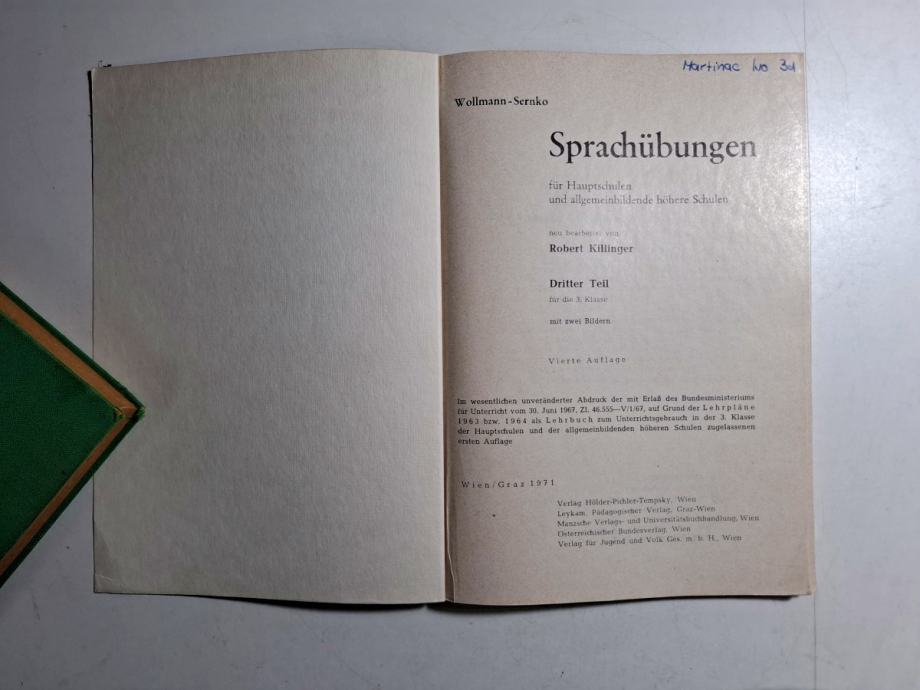 Martinac Ivo 3d
Wollmann-Sernko
Sprachübungen
für Hauptschulen
und allgemeinbildende höhere Schulen
neu bearbeitet von
Robert Killinger
Dritter Teil
für die 3. Klasse
mit zwei Bildern
Vierte Auflage
Im wesentlichen unveränderter Abdruck der mit Erlaß des Bundesministeriums
für Unterricht vom 30. Juni 1967, Zl. 46.555—V/1/67, auf Grund der Lehrpläne
1963 bzw. 1964 als Lehrbuch zum Unterrichtsgebrauch in der 3. Klasse
der Hauptschulen und der allgemeinbildenden höheren Schulen zugelassenen
ersten Auflage
Wien/Graz 1971
Verlag Hölder-Pichler-Tempsky, Wien
Leykam, Pädagogischer Verlag, Graz-Wien
Manzsche Verlags- und Universitätsbuchhandlung, Wien
Österreichischer Bundesverlag, Wien
Verlag für Jugend und Volk Ges. m. b. H., Wien